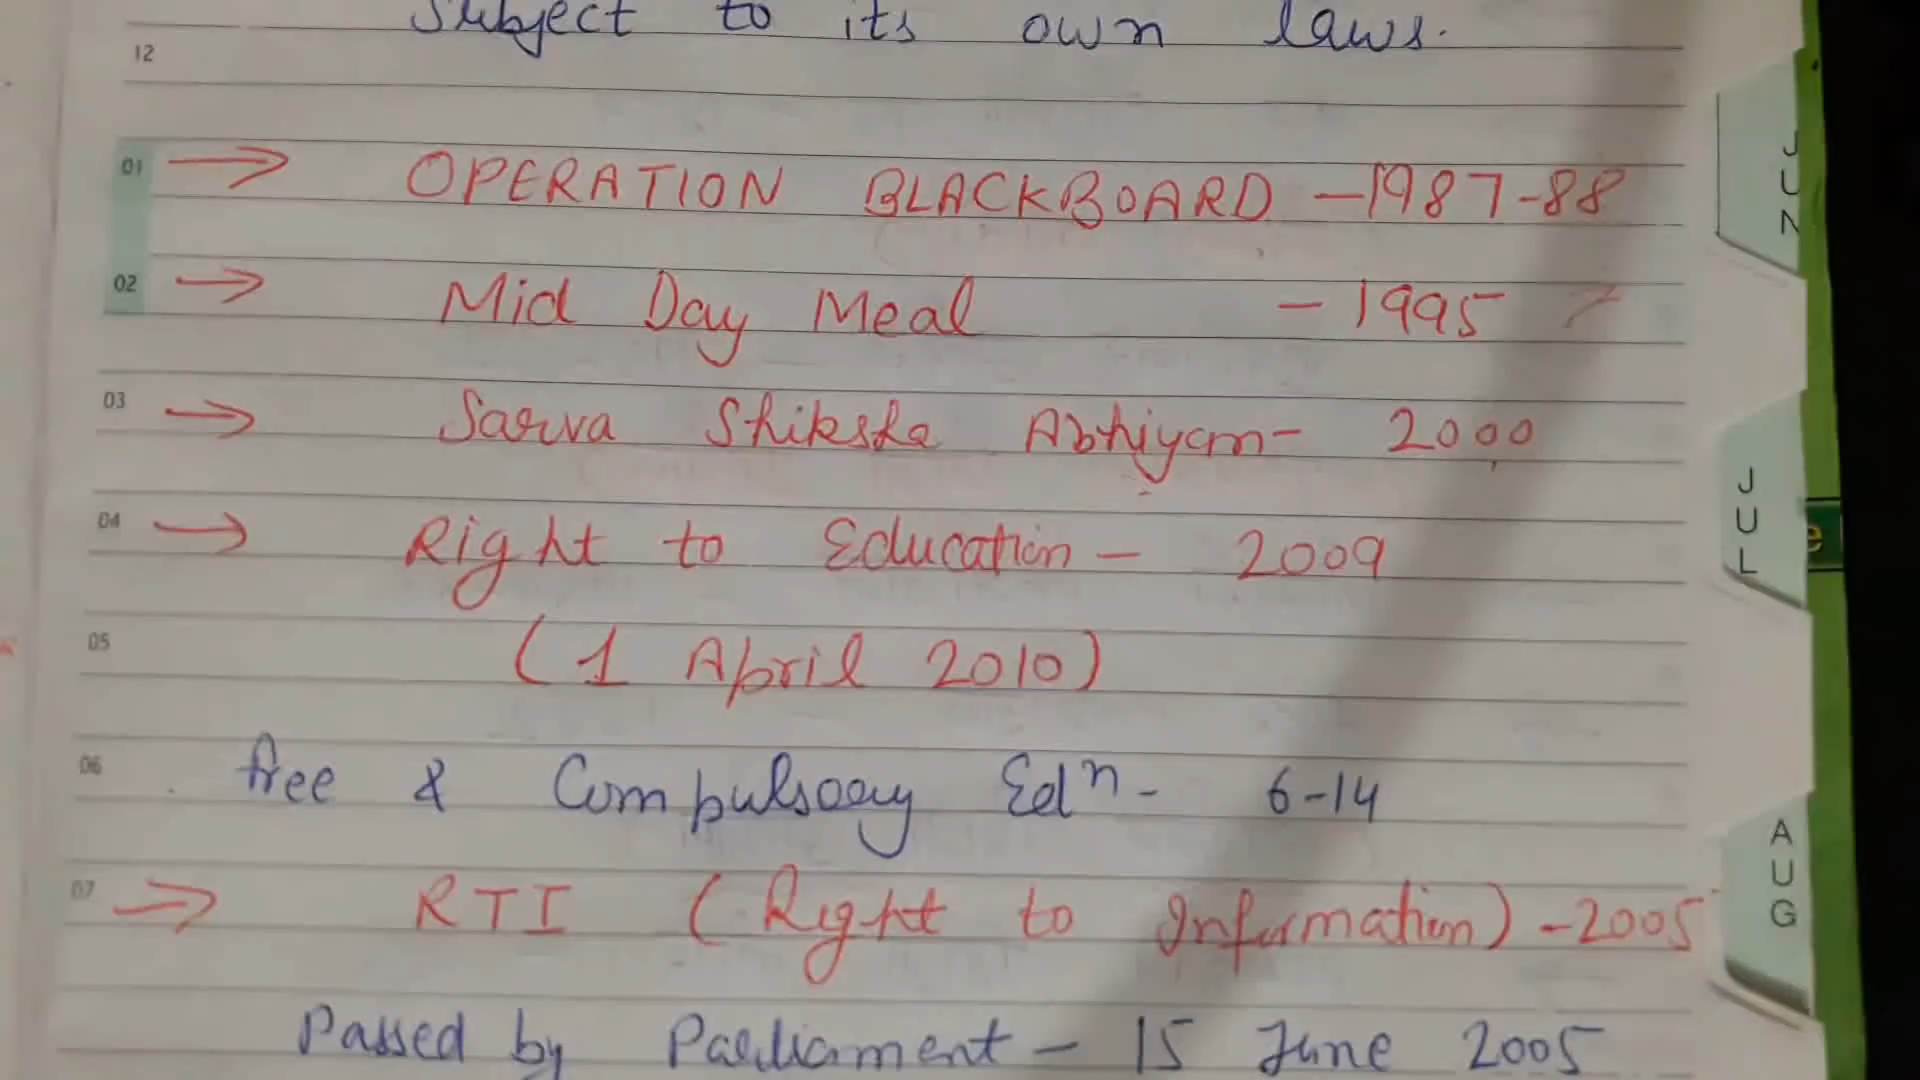 Subject to its own laws.
12
01 → OPERATION BLACKBOARD - 1987-88
02 → Mid Day Meal - 1995
03 → Sarva Shiksha Abhiyan - 2000
04 → Right to Education - 2009
05 (1 April 2010)
06 free & Compulsory Edⁿ - 6-14
07 → RTI (Right to Information) - 2005
Passed by Parliament - 15 June 2005
JUN
JUL
e
AUG